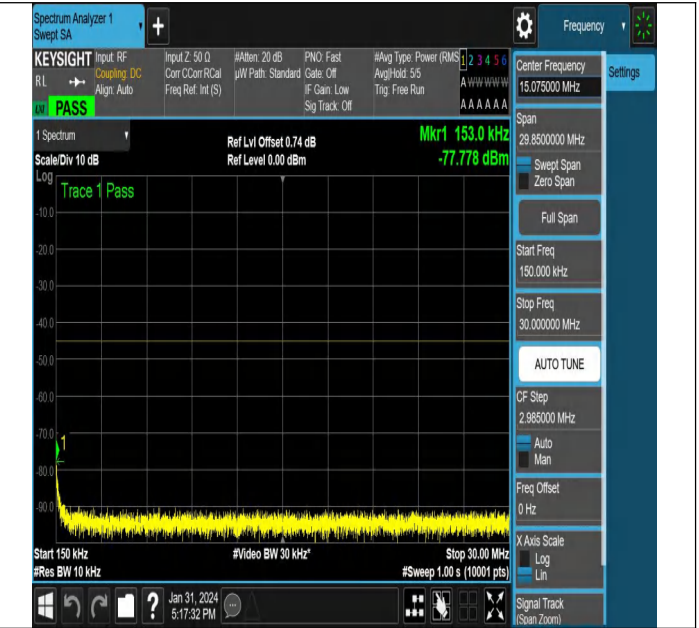 Spectrum Analyzer 1
Swept SA
+
Frequency
KEYSIGHT
RL
PASS
Input: RF
Coupling: DC
Align: Auto
Input Z: 50 Ω
Corr CCorr RCal
Freq Ref: Int (S)
#Atten: 20 dB
µW Path: Standard
PNO: Fast
Gate: Off
IF Gain: Low
Sig Track: Off
#Avg Type: Power (RMS
Avg|Hold: 5/5
Trig: Free Run
1 2 3 4 5 6
A W W W W W
A A A A A A
1 Spectrum
Scale/Div 10 dB
Log
Ref Lvl Offset 0.74 dB
Ref Level 0.00 dBm
Mkr1 153.0 kHz
-77.778 dBm
Trace 1 Pass
-10.0
-20.0
-30.0
-40.0
-50.0
-60.0
-70.0
1
-80.0
-90.0
Start 150 kHz
#Res BW 10 kHz
#Video BW 30 kHz*
Stop 30.00 MHz
#Sweep 1.00 s (10001 pts)
?
Jan 31, 2024
5:17:32 PM
Settings
Center Frequency
15.075000 MHz
Span
29.8500000 MHz
Swept Span
Zero Span
Full Span
Start Freq
150.000 kHz
Stop Freq
30.000000 MHz
AUTO TUNE
CF Step
2.985000 MHz
Auto
Man
Freq Offset
0 Hz
X Axis Scale
Log
Lin
Signal Track
(Span Zoom)